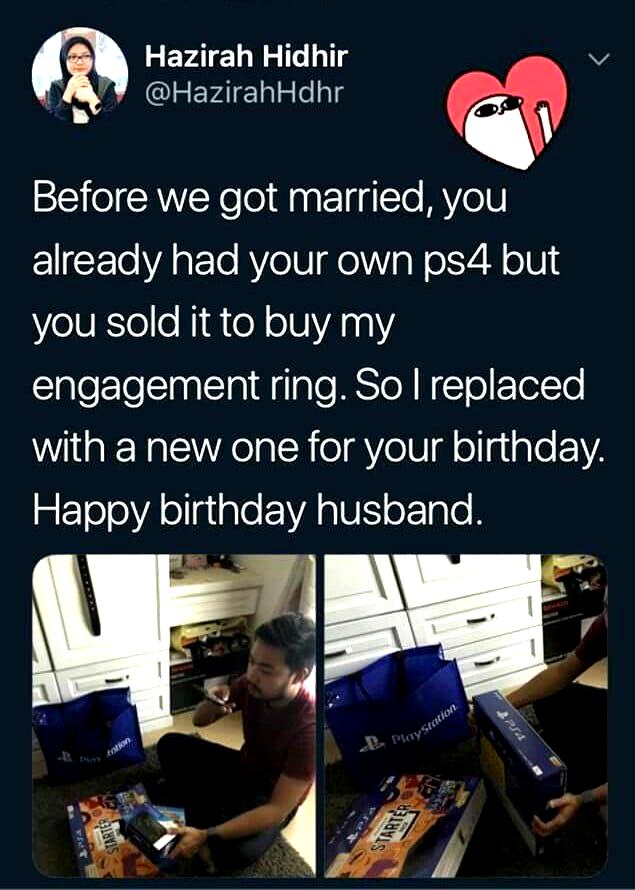 Hazirah Hidhir
@HazirahHdhr
Before we got married, you
already had your own ps4 but
you sold it to buy my
engagement ring. So I replaced
with a new one for your birthday.
Happy birthday husband.
PlayStation
PS4
STARTER
PlayStation
PS4
PS4
STARTER